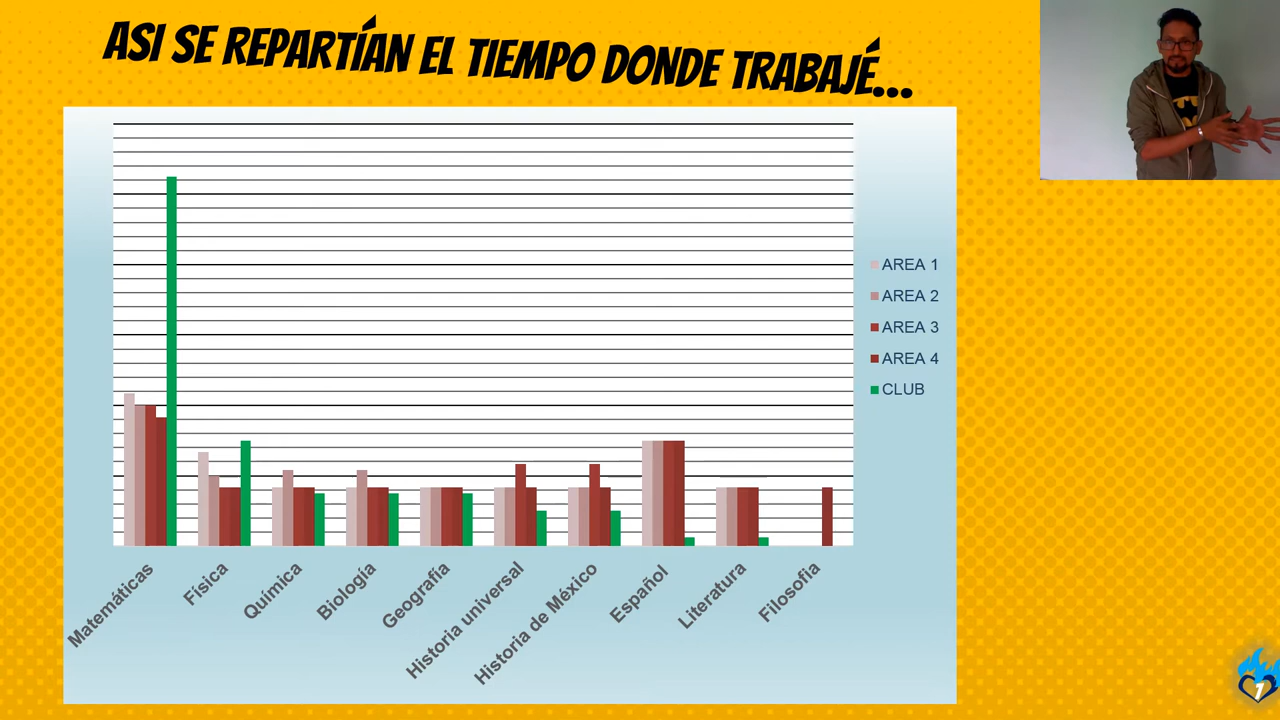 ASI SE REPARTÍAN EL TIEMPO DONDE TRABAJÉ...
AREA 1
AREA 2
AREA 3
AREA 4
CLUB
Matemáticas
Física
Química
Biología
Geografía
Historia universal
Historia de México
Español
Literatura
Filosofia